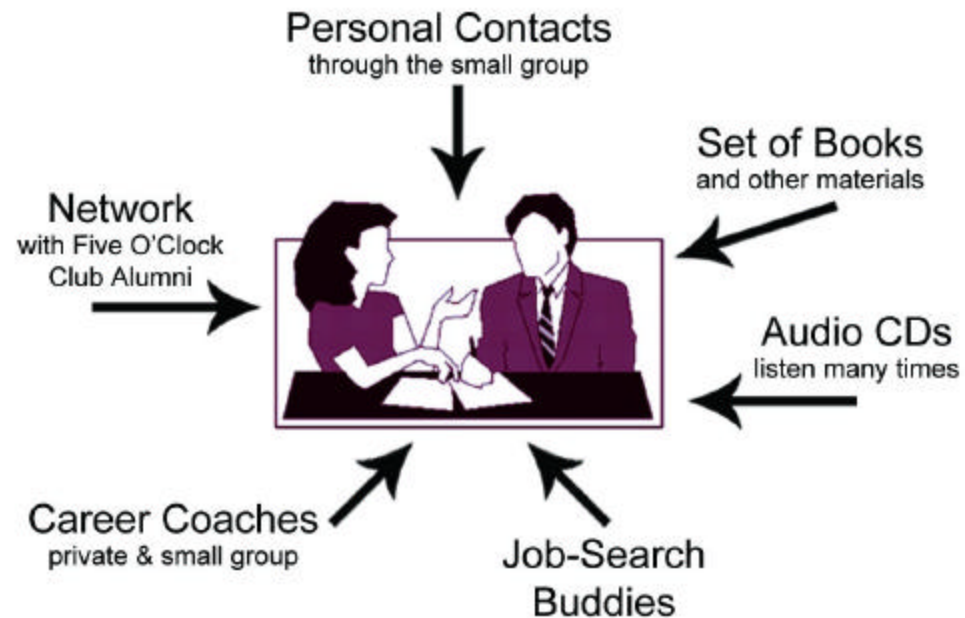 Personal Contacts
through the small group
Set of Books
and other materials
Network
with Five O'Clock
Club Alumni
Audio CDs
listen many times
Career Coaches
private & small group
Job-Search
Buddies